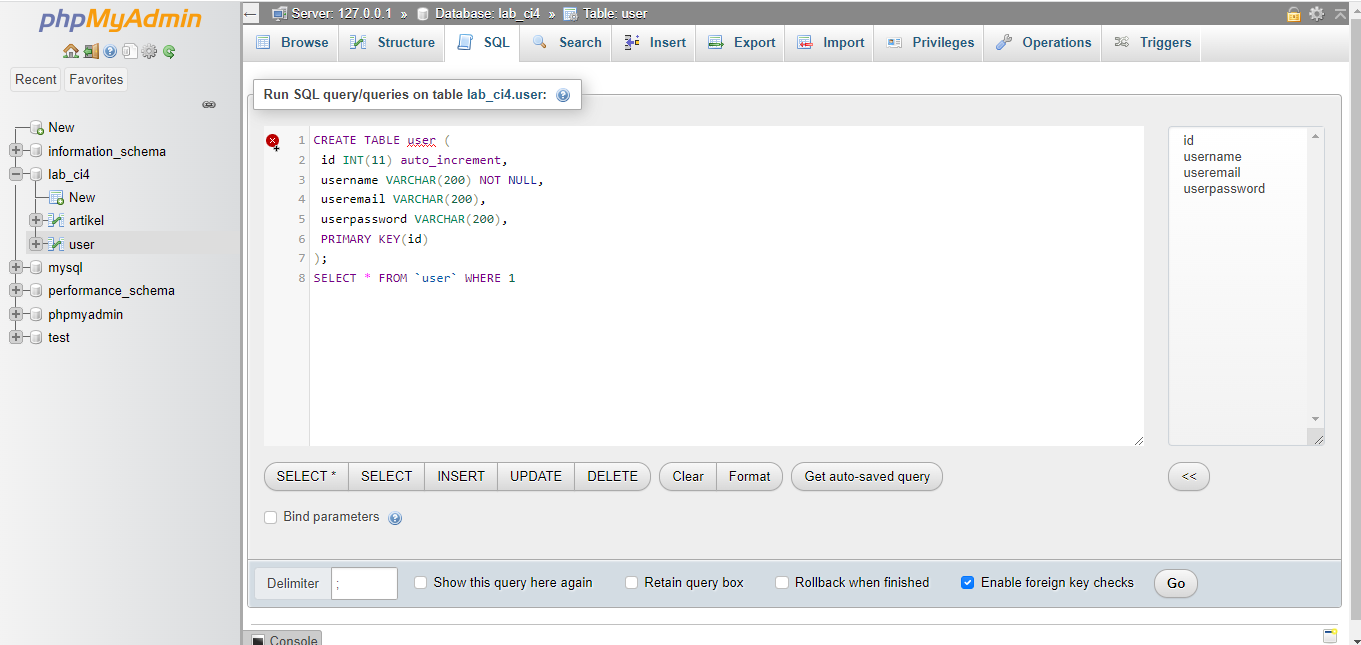 phpMyAdmin
Recent Favorites
New
information_schema
lab_ci4
New
artikel
user
mysql
performance_schema
phpmyadmin
test
Server: 127.0.0.1 » Database: lab_ci4 » Table: user
Browse Structure SQL Search Insert Export Import Privileges Operations Triggers
Run SQL query/queries on table lab_ci4.user:
1 CREATE TABLE user (
2 id INT(11) auto_increment,
3 username VARCHAR(200) NOT NULL,
4 useremail VARCHAR(200),
5 userpassword VARCHAR(200),
6 PRIMARY KEY(id)
7 );
8 SELECT * FROM `user` WHERE 1
id
username
useremail
userpassword
SELECT * SELECT INSERT UPDATE DELETE Clear Format Get auto-saved query <<
Bind parameters
Delimiter ; Show this query here again Retain query box Rollback when finished Enable foreign key checks Go
Console